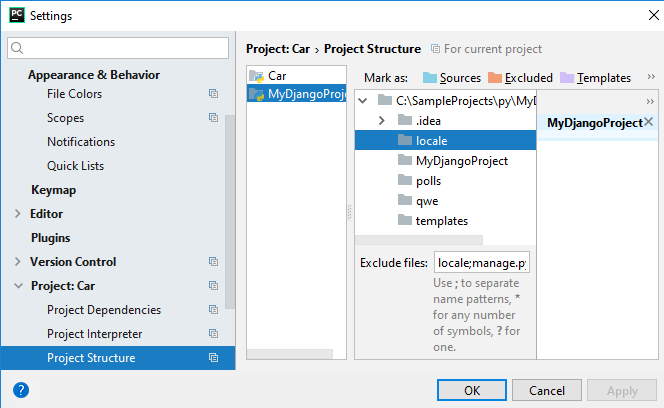 PC
Settings
Project: Car › Project Structure
For current project
Appearance & Behavior
File Colors
Scopes
Notifications
Quick Lists
Keymap
Editor
Plugins
Version Control
Project: Car
Project Dependencies
Project Interpreter
Project Structure
Car
MyDjangoProj
Mark as: Sources Excluded Templates »
C:\SampleProjects\py\MyD
.idea
locale
MyDjangoProject
polls
qwe
templates
Exclude files: locale;manage.p
Use ; to separate
name patterns, *
for any number
of symbols, ? for
one.
»
MyDjangoProject
?
OK
Cancel
Apply